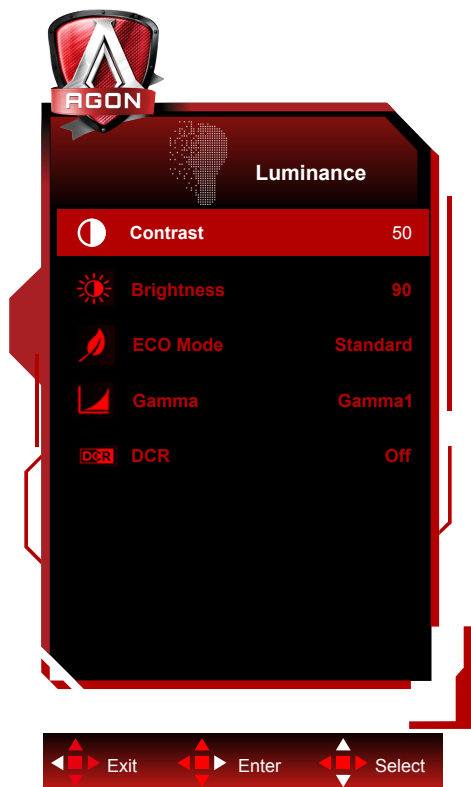 AGON
Luminance
Contrast 50
Brightness 90
ECO Mode Standard
Gamma Gamma1
DCR DCR Off
Exit Enter Select